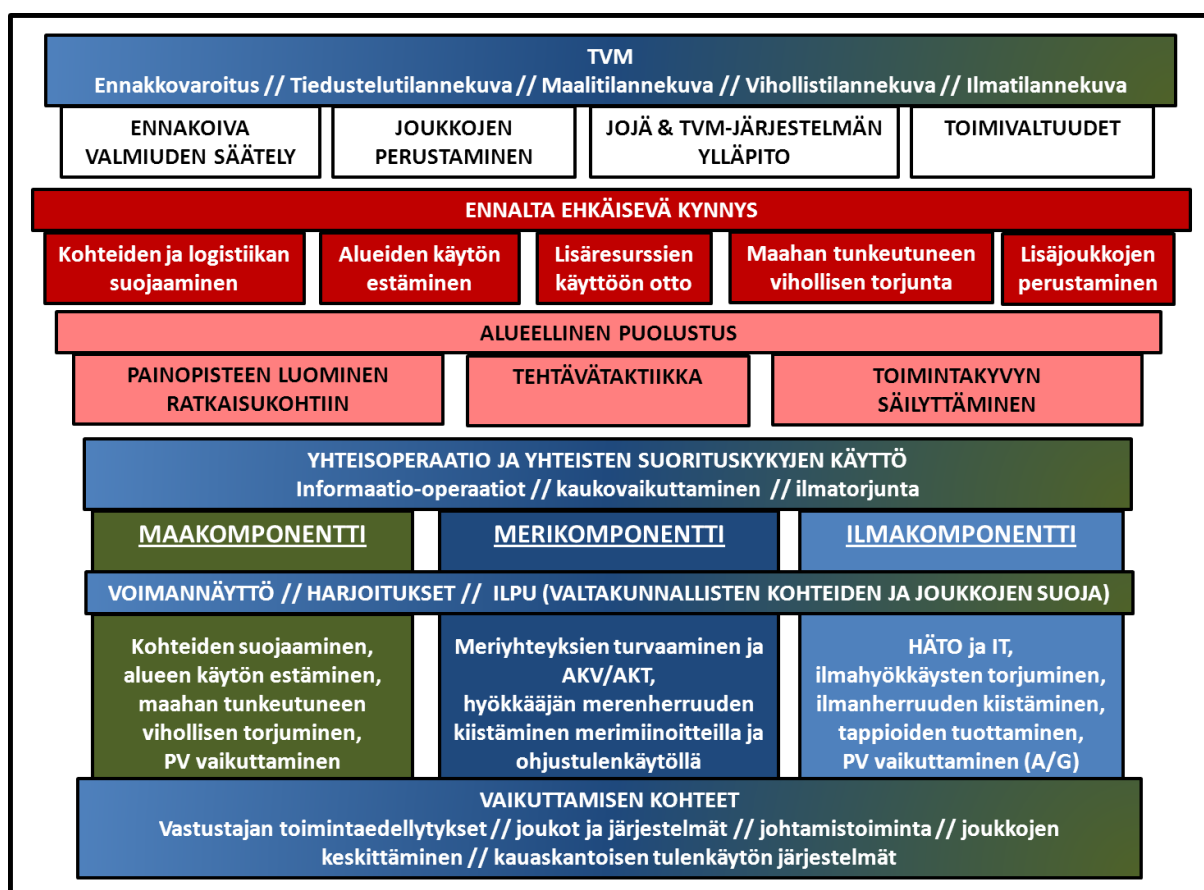 TVM
Ennakkovaroitus // Tiedustelutilannekuva // Maalitilannekuva // Vihollistilannekuva // Ilmatilannekuva
ENNAKOIVA
VALMIUDEN SÄÄTELY
JOUKKOJEN
PERUSTAMINEN
JOJÄ & TVM-JÄRJESTELMÄN
YLLÄPITO
TOIMIVALTUUDET
ENNALTA EHKÄISEVÄ KYNNYS
Kohteiden ja logistiikan
suojaaminen
Alueiden käytön
estäminen
Lisäresurssien
käyttöön otto
Maahan tunkeutuneen
vihollisen torjunta
Lisäjoukkojen
perustaminen
ALUEELLINEN PUOLUSTUS
PAINOPISTEEN LUOMINEN
RATKAISUKOHTIIN
TEHTÄVÄTAKTIIKKA
TOIMINTAKYVYN
SÄILYTTÄMINEN
YHTEISOPERAATIO JA YHTEISTEN SUORITUSKYKYJEN KÄYTTÖ
Informaatio-operaatiot // kaukovaikuttaminen // ilmatorjunta
MAAKOMPONENTTI
MERIKOMPONENTTI
ILMAKOMPONENTTI
VOIMANNÄYTTÖ // HARJOITUKSET // ILPU (VALTAKUNNALLISTEN KOHTEIDEN JA JOUKKOJEN SUOJA)
Kohteiden suojaaminen,
alueen käytön estäminen,
maahan tunkeutuneen
vihollisen torjuminen,
PV vaikuttaminen
Meriyhteyksien turvaaminen ja
AKV/AKT,
hyökkääjän merenherruuden
kiistäminen merimiinoitteilla ja
ohjustulenkäytöllä
HÄTO ja IT,
ilmahyökkäysten torjuminen,
ilmanherruuden kiistäminen,
tappioiden tuottaminen,
PV vaikuttaminen (A/G)
VAIKUTTAMISEN KOHTEET
Vastustajan toimintaedellytykset // joukot ja järjestelmät // johtamistoiminta // joukkojen
keskittäminen // kauaskantoisen tulenkäytön järjestelmät